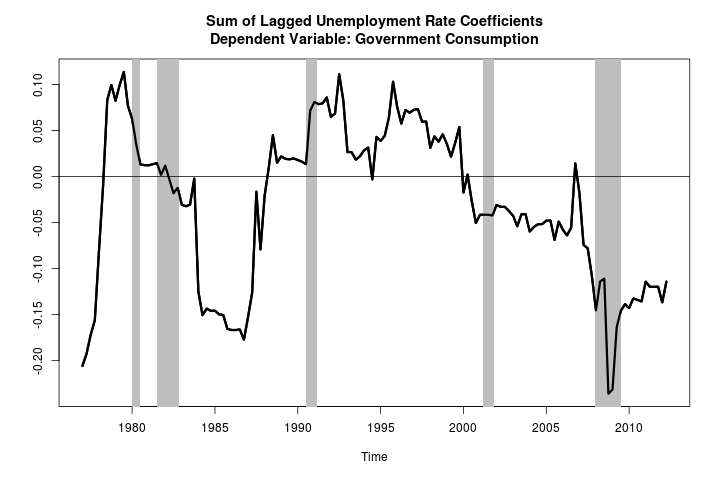 Sum of Lagged Unemployment Rate Coefficients
Dependent Variable: Government Consumption
0.10
0.05
0.00
-0.05
-0.10
-0.15
-0.20
1980 1985 1990 1995 2000 2005 2010
Time